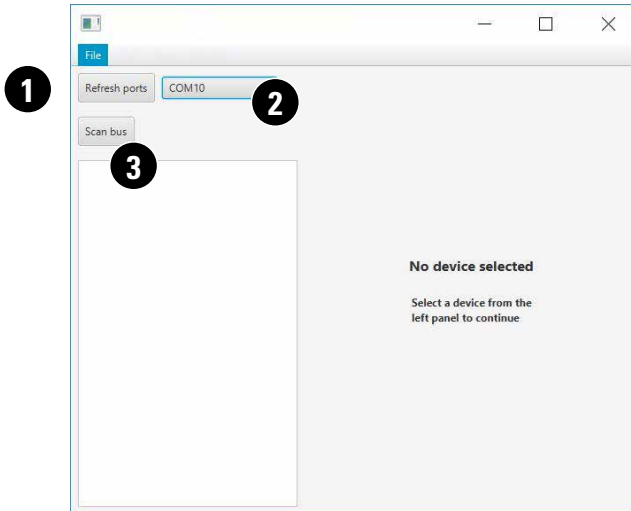 File
1
Refresh ports
COM10
2
Scan bus
3
No device selected
Select a device from the
left panel to continue